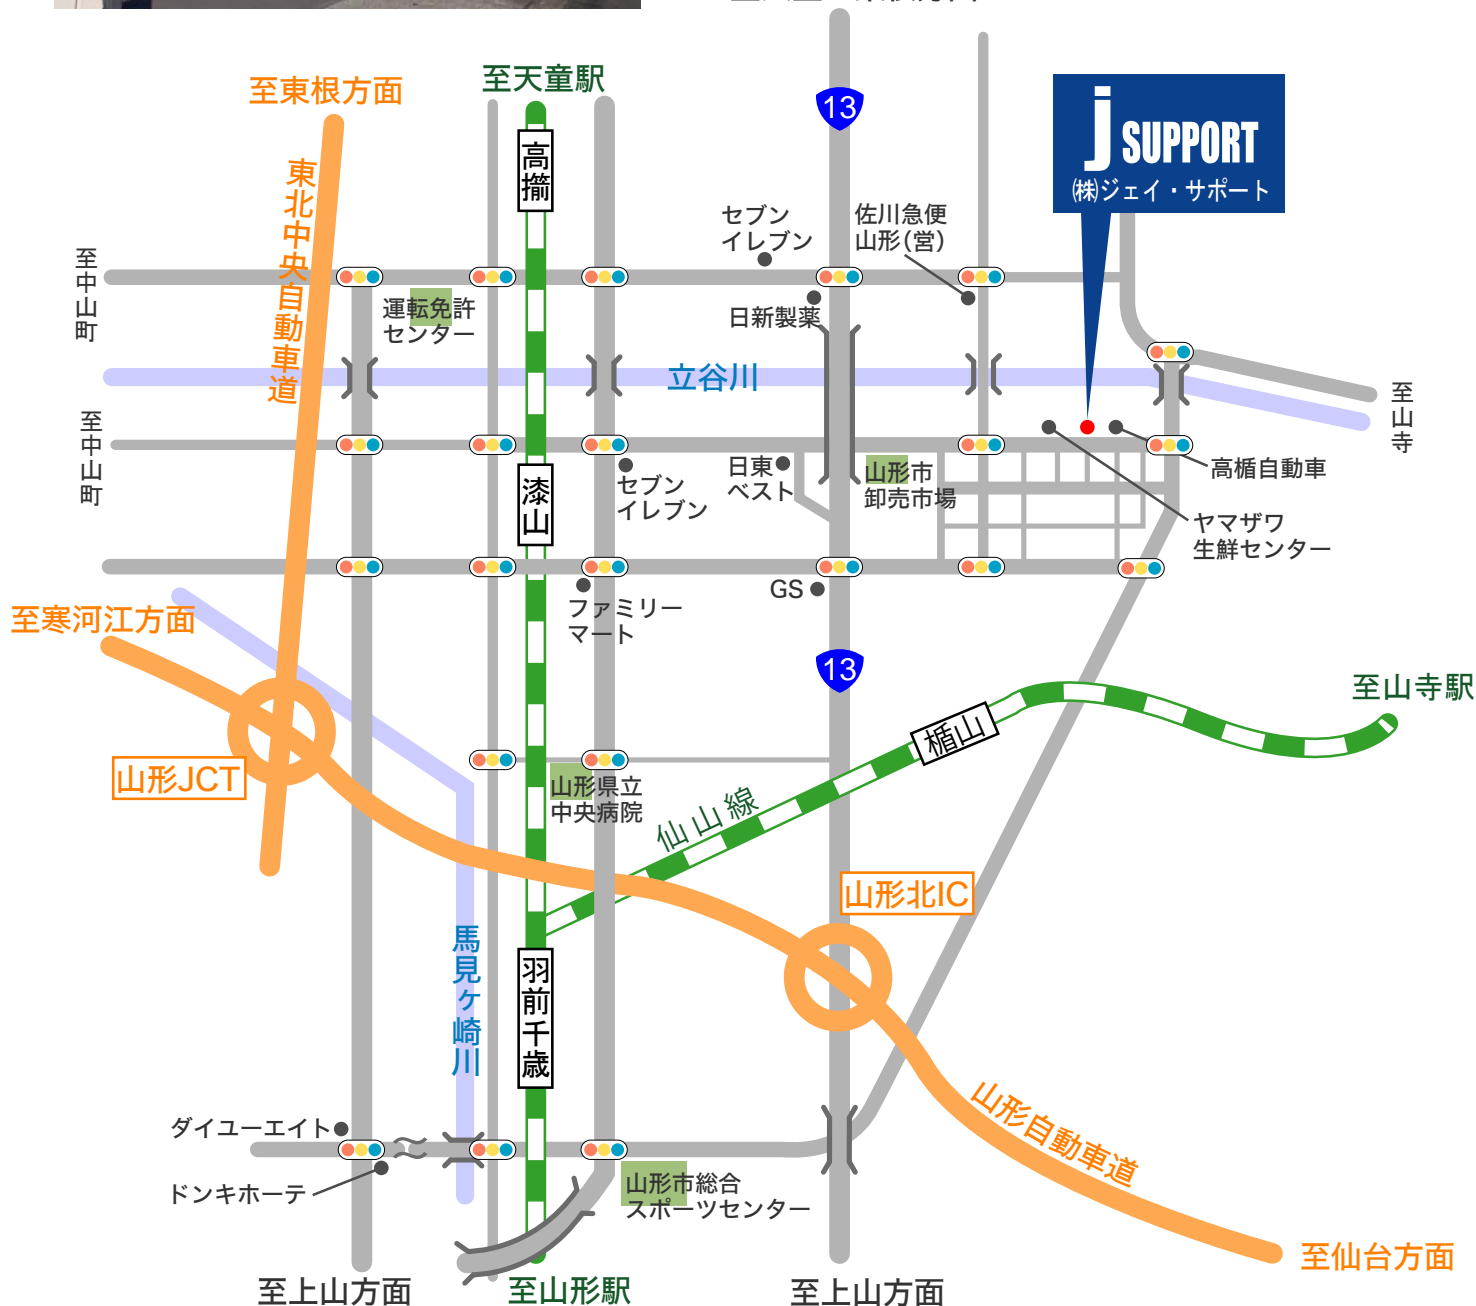 至東根方面
至天童駅
13
j SUPPORT
㈱ジェイ・サポート
東北中央自動車道
高擶
セブン
イレブン
佐川急便
山形(営)
至中山町
運転免許
センター
日新製薬
立谷川
至山寺
至中山町
漆山
セブン
イレブン
日東
ベスト
山形市
卸売市場
高楯自動車
ヤマザワ
生鮮センター
GS
ファミリー
マート
至寒河江方面
13
至山寺駅
楯山
山形JCT
山形県立
中央病院
仙山線
山形北IC
馬見ヶ崎川
羽前千歳
山形自動車道
ダイユーエイト
ドンキホーテ
山形市総合
スポーツセンター
至仙台方面
至上山方面
至山形駅
至上山方面